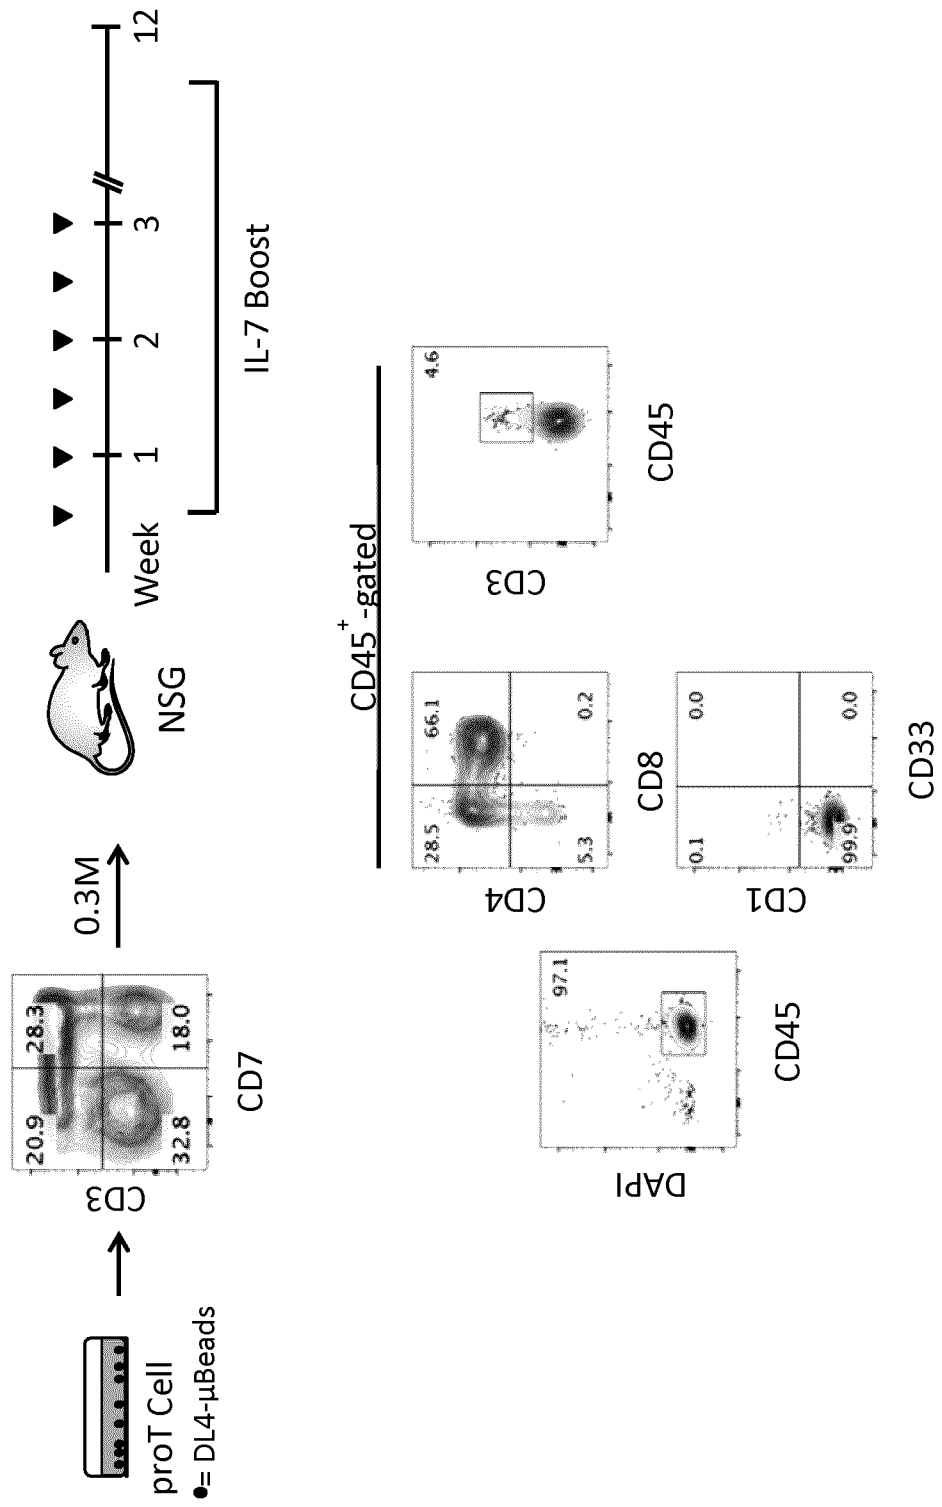 proT Cell
●= DL4-µBeads
CD3
20.9
28.3
32.8
18.0
CD7
0.3M
NSG
Week
1
2
3
12
IL-7 Boost
DAPI
97.1
CD45
CD45+-gated
CD4
28.5
66.1
5.3
0.2
CD8
CD3
4.6
CD45
CD1
0.1
0.0
99.9
0.0
CD33